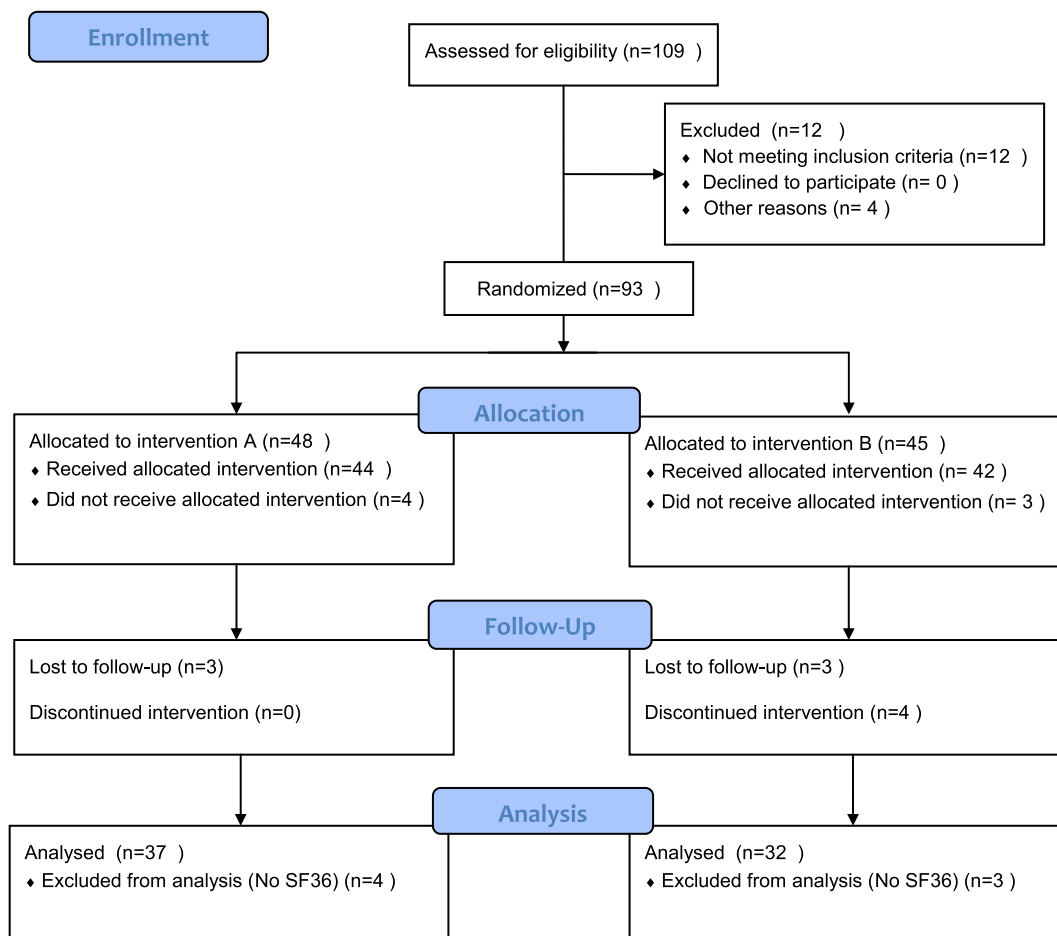 Enrollment
Assessed for eligibility (n=109 )
Excluded (n=12 )
♦ Not meeting inclusion criteria (n=12 )
♦ Declined to participate (n= 0 )
♦ Other reasons (n= 4 )
Randomized (n=93 )
Allocation
Allocated to intervention A (n=48 )
♦ Received allocated intervention (n=44 )
♦ Did not receive allocated intervention (n=4 )
Allocated to intervention B (n=45 )
♦ Received allocated intervention (n= 42 )
♦ Did not receive allocated intervention (n= 3 )
Follow-Up
Lost to follow-up (n=3)
Discontinued intervention (n=0)
Lost to follow-up (n=3 )
Discontinued intervention (n=4 )
Analysis
Analysed (n=37 )
♦ Excluded from analysis (No SF36) (n=4 )
Analysed (n=32 )
♦ Excluded from analysis (No SF36) (n=3 )